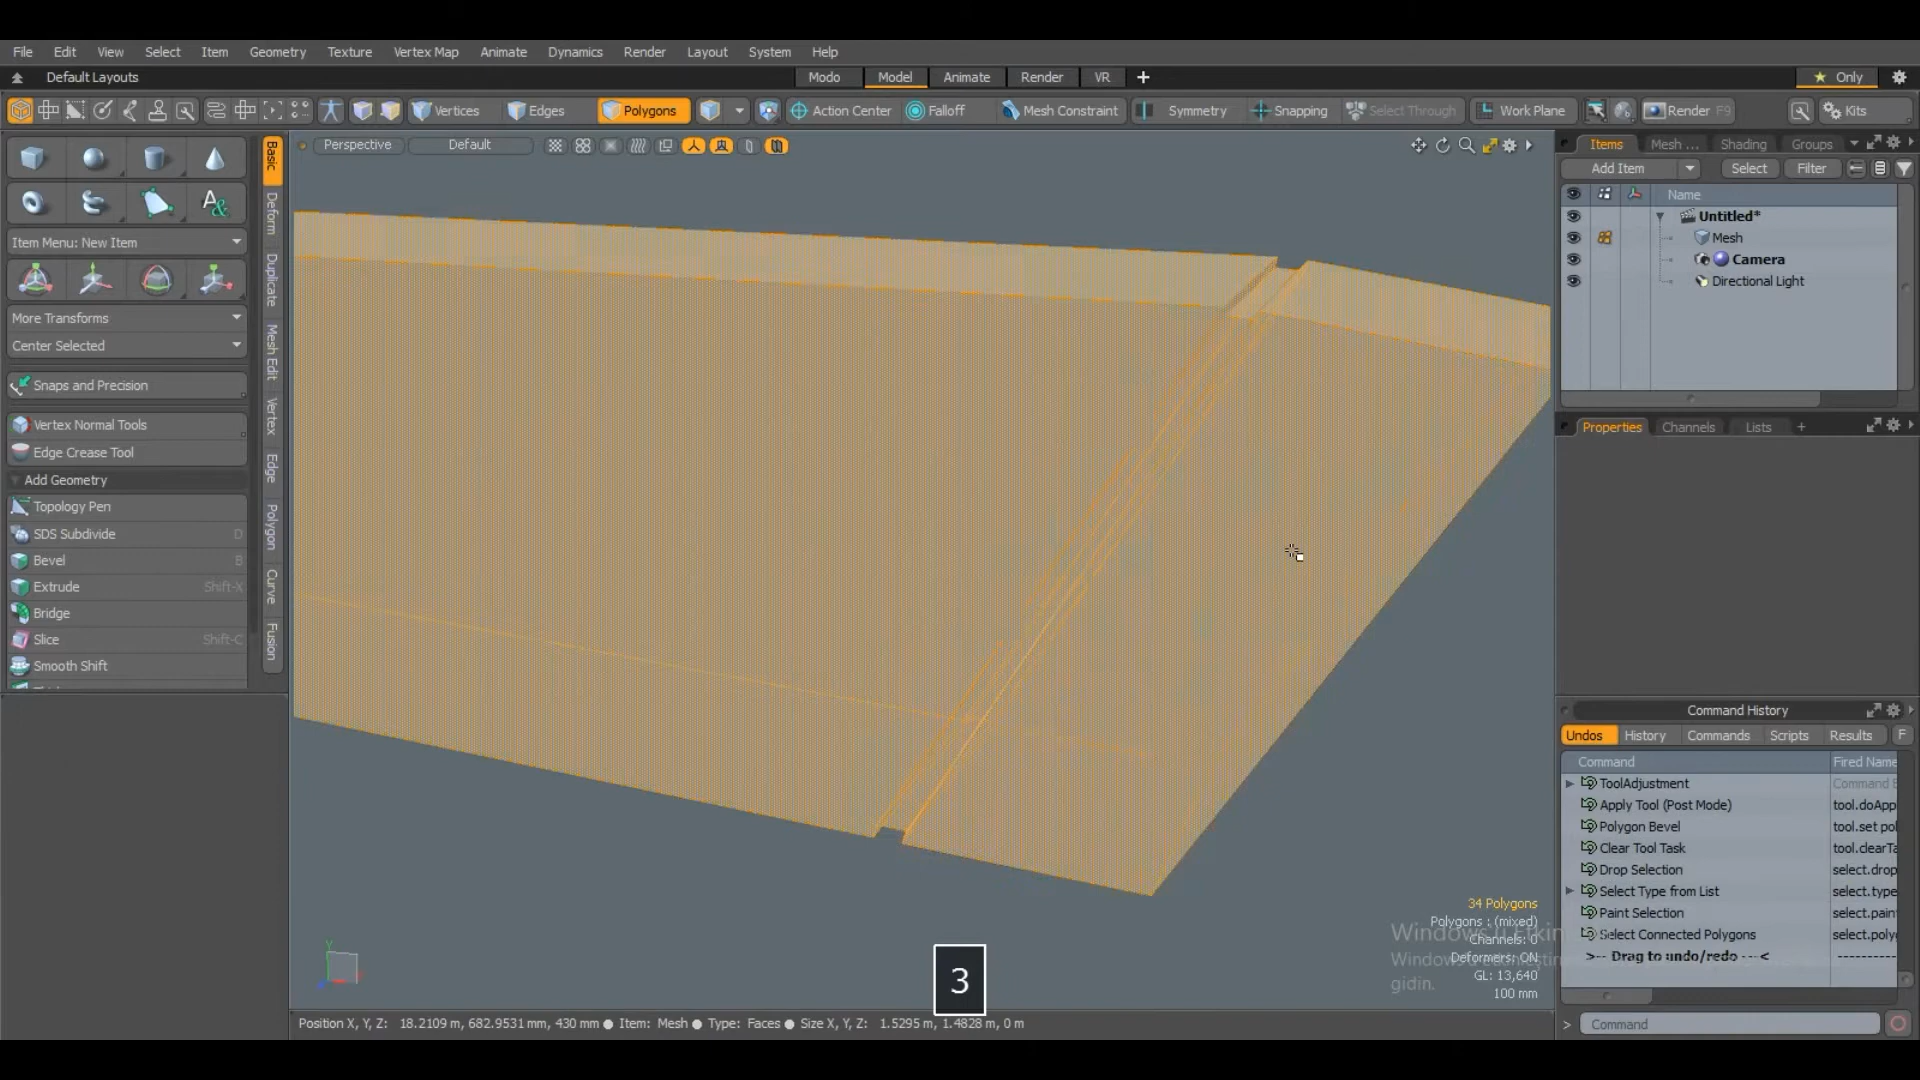 File Edit View Select Item Geometry Texture Vertex Map Animate Dynamics Render Layout System Help
Default Layouts
Modo Model Animate Render VR + Only
Vertices Edges Polygons Action Center Falloff Mesh Constraint Symmetry Snapping Select Through Work Plane Render F9 Kits
Perspective Default
Basic
Deform
Duplicate
Mesh Edit
Vertex
Edge
Polygon
Curve
Fusion
Item Menu: New Item
More Transforms
Center Selected
Snaps and Precision
Vertex Normal Tools
Edge Crease Tool
Add Geometry
Topology Pen
SDS Subdivide D
Bevel B
Extrude Shift-X
Bridge
Slice Shift-C
Smooth Shift
Items Mesh ... Shading Groups
Add Item Select Filter
Name
Untitled*
Mesh
Camera
Directional Light
Properties Channels Lists +
Command History
Undos History Commands Scripts Results F
Command Fired Name
ToolAdjustment Command
Apply Tool (Post Mode) tool.doApp
Polygon Bevel tool.set pol
Clear Tool Task tool.clearTa
Drop Selection select.drop
Select Type from List select.type
Paint Selection select.pain
Select Connected Polygons select.poly
>-- Drag to undo/redo ---<
34 Polygons
Polygons : (mixed)
Channels: 0
Deformers: ON
GL: 13,640
100 mm
gidin.
3
Position X, Y, Z: 18.2109 m, 682.9531 mm, 430 mm Item: Mesh Type: Faces Size X, Y, Z: 1.5295 m, 1.4828 m, 0 m
> Command